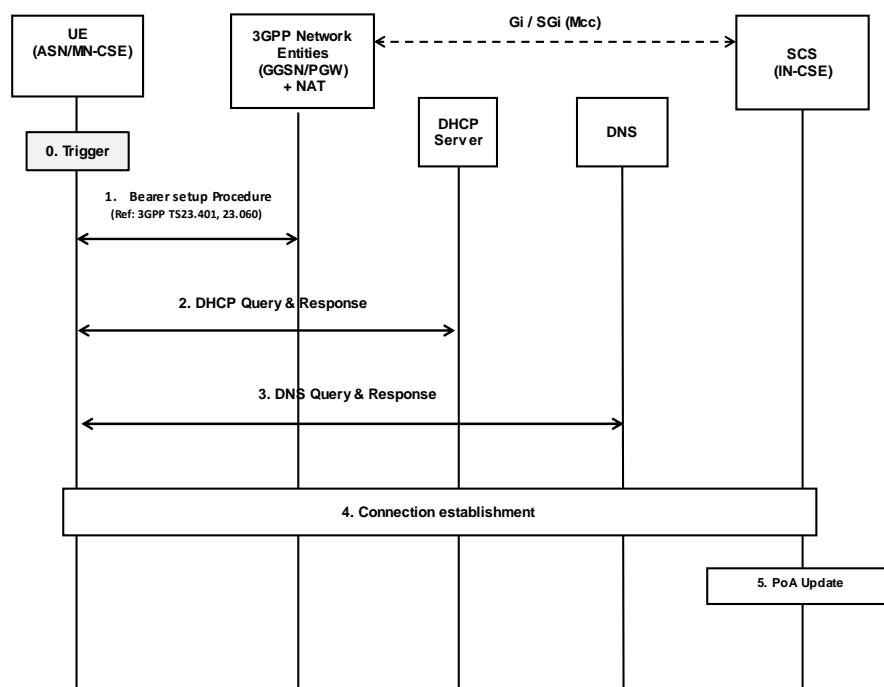 UE
(ASN/MN-CSE)
3GPP Network
Entities
(GGSN/PGW)
+ NAT
Gi / SGi (Mcc)
SCS
(IN-CSE)
DHCP
Server
DNS
0. Trigger
1. Bearer setup Procedure
(Ref: 3GPP TS23.401, 23.060)
2. DHCP Query & Response
3. DNS Query & Response
4. Connection establishment
5. PoA Update